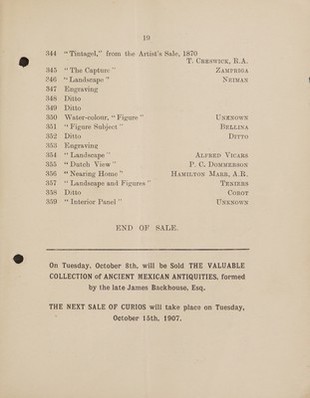 19
344 "Tintagel," from the Artist's Sale, 1870
T. Creswick, R.A.
345 "The Capture" Zampriga
346 "Landscape" Neiman
347 Engraving
348 Ditto
349 Ditto
350 Water-colour, "Figure" Unknown
351 "Figure Subject" Bellina
352 Ditto Ditto
353 Engraving
354 "Landscape" Alfred Vicars
355 "Dutch View" P. C. Dommerson
356 "Nearing Home" Hamilton Marr, A.R.
357 "Landscape and Figures" Teniers
358 Ditto Corot
359 "Interior Panel" Unknown
END OF SALE.
On Tuesday, October 8th, will be Sold THE VALUABLE
COLLECTION of ANCIENT MEXICAN ANTIQUITIES, formed
by the late James Backhouse, Esq.
THE NEXT SALE OF CURIOS will take place on Tuesday,
October 15th, 1907.